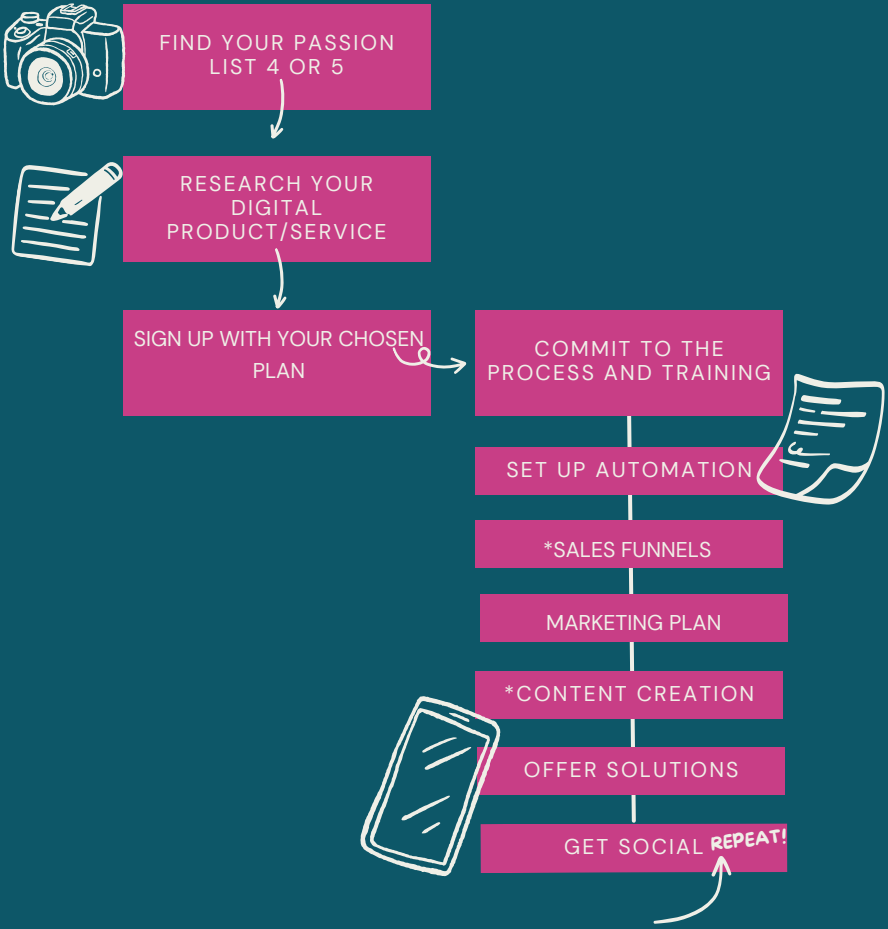 FIND YOUR PASSION
LIST 4 OR 5
RESEARCH YOUR
DIGITAL
PRODUCT/SERVICE
SIGN UP WITH YOUR CHOSEN
PLAN
COMMIT TO THE
PROCESS AND TRAINING
SET UP AUTOMATION
*SALES FUNNELS
MARKETING PLAN
*CONTENT CREATION
OFFER SOLUTIONS
GET SOCIAL REPEAT!